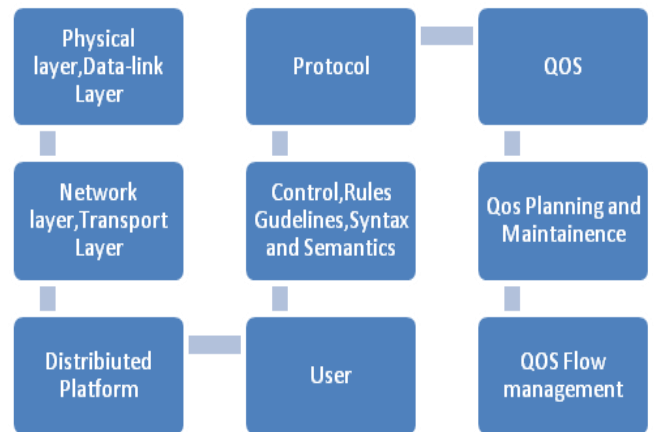 Physical
layer,Data-link
Layer
Network
layer,Transport
Layer
Distribiuted
Platform
User
Control,Rules
Gudelines,Syntax
and Semantics
Protocol
QOS
Qos Planning and
Maintainence
QOS Flow
management